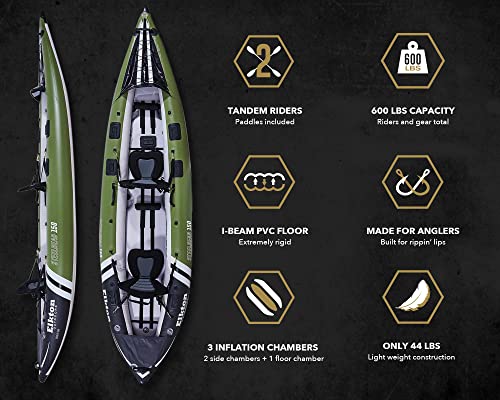 2
TANDEM RIDERS
Paddles included
600
LBS
600 LBS CAPACITY
Riders and gear total
I-BEAM PVC FLOOR
Extremely rigid
MADE FOR ANGLERS
Built for rippin' lips
3 INFLATION CHAMBERS
2 side chambers + 1 floor chamber
ONLY 44 LBS
Light weight construction
Elkton
Elkton